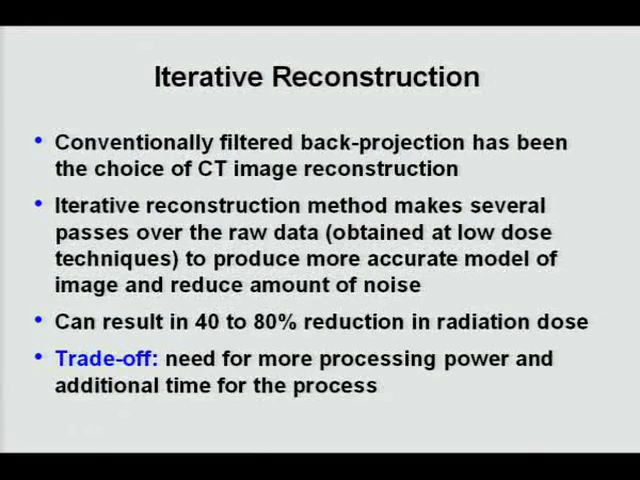 Iterative Reconstruction
• Conventionally filtered back-projection has been
the choice of CT image reconstruction
• Iterative reconstruction method makes several
passes over the raw data (obtained at low dose
techniques) to produce more accurate model of
image and reduce amount of noise
• Can result in 40 to 80% reduction in radiation dose
• Trade-off: need for more processing power and
additional time for the process